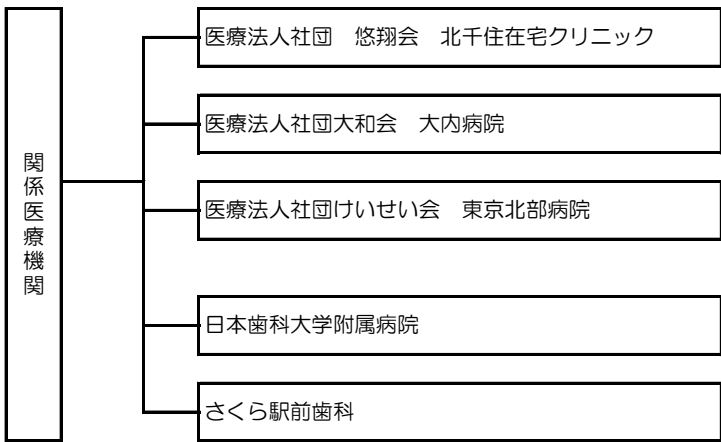 関係医療機関
医療法人社団　悠翔会　北千住在宅クリニック
医療法人社団大和会　大内病院
医療法人社団けいせい会　東京北部病院
日本歯科大学附属病院
さくら駅前歯科